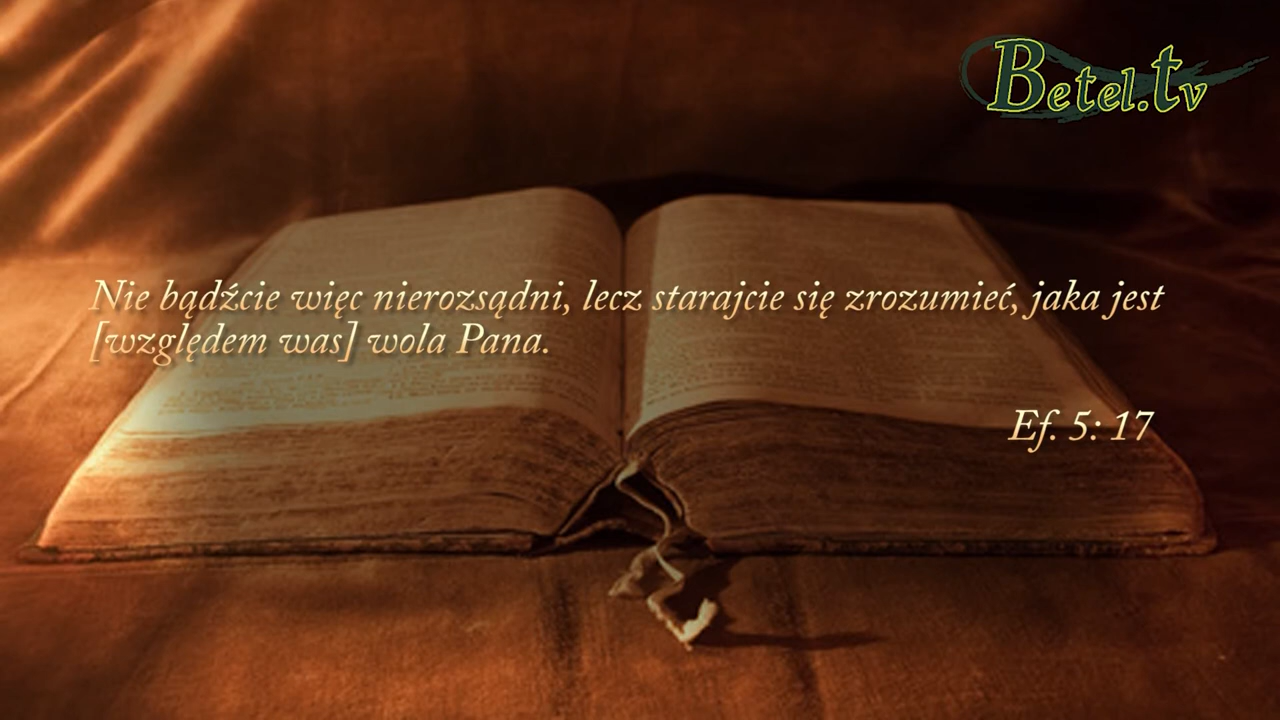 Betel.tv
Nie bądźcie więc nierozsądni, lecz starajcie się zrozumieć, jaka jest
[względem was] wola Pana.
Ef. 5: 17